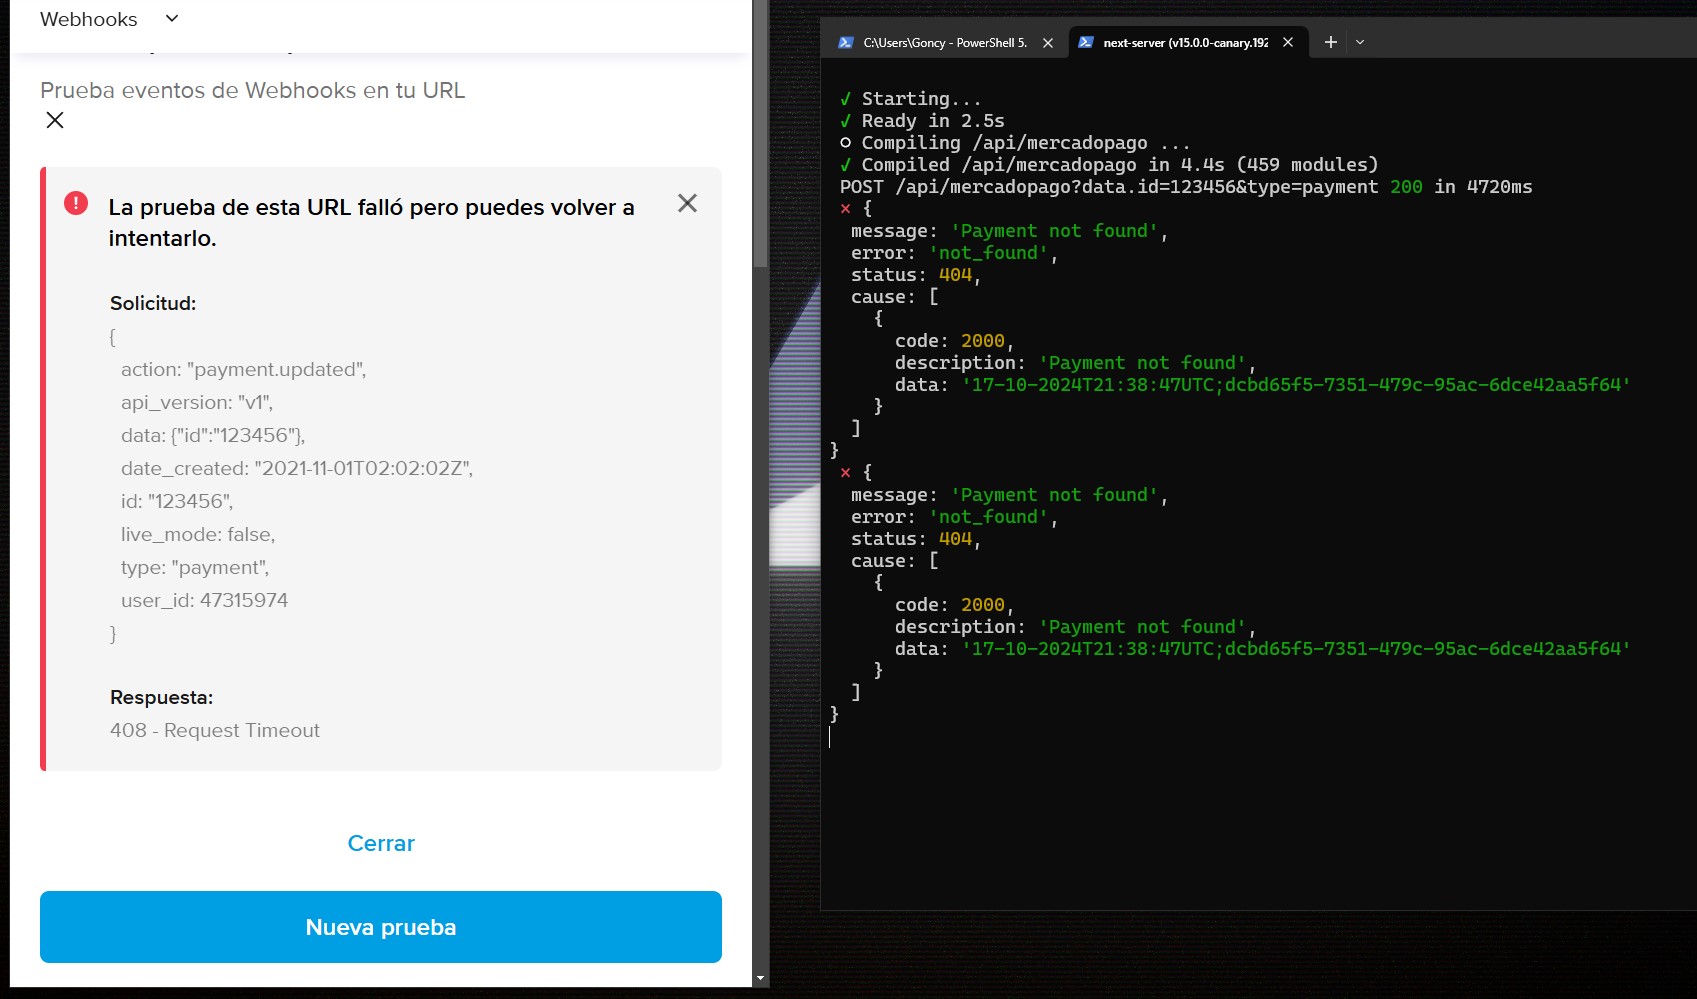 Webhooks
Prueba eventos de Webhooks en tu URL
La prueba de esta URL falló pero puedes volver a
intentarlo.
Solicitud:
{
action: "payment.updated",
api_version: "v1",
data: {"id":"123456"},
date_created: "2021-11-01T02:02:02Z",
id: "123456",
live_mode: false,
type: "payment",
user_id: 47315974
}
Respuesta:
408 - Request Timeout
Cerrar
Nueva prueba
C:\Users\Goncy - PowerShell 5.
next-server (v15.0.0-canary.192
✓ Starting...
✓ Ready in 2.5s
○ Compiling /api/mercadopago ...
✓ Compiled /api/mercadopago in 4.4s (459 modules)
POST /api/mercadopago?data.id=123456&type=payment 200 in 4720ms
⨯ {
message: 'Payment not found',
error: 'not_found',
status: 404,
cause: [
{
code: 2000,
description: 'Payment not found',
data: '17-10-2024T21:38:47UTC;dcbd65f5-7351-479c-95ac-6dce42aa5f64'
}
]
}
⨯ {
message: 'Payment not found',
error: 'not_found',
status: 404,
cause: [
{
code: 2000,
description: 'Payment not found',
data: '17-10-2024T21:38:47UTC;dcbd65f5-7351-479c-95ac-6dce42aa5f64'
}
]
}